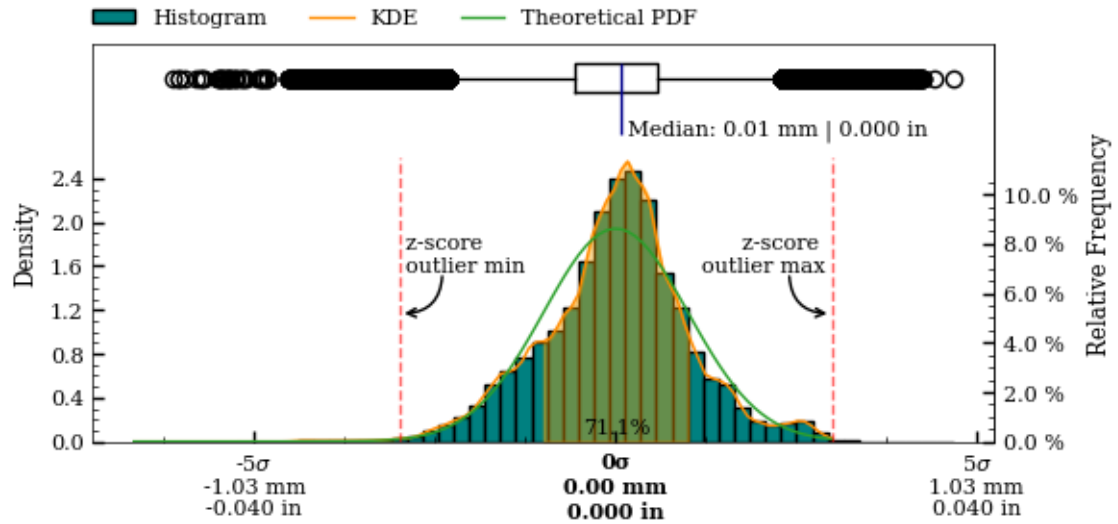 Histogram KDE Theoretical PDF
Median: 0.01 mm | 0.000 in
Density
2.4
2.0
1.6
1.2
0.8
0.4
0.0
z-score
outlier min
z-score
outlier max
71.1%
Relative Frequency
10.0 %
8.0 %
6.0 %
4.0 %
2.0 %
0.0 %
-5σ 0σ 5σ
-1.03 mm 0.00 mm 1.03 mm
-0.040 in 0.000 in 0.040 in